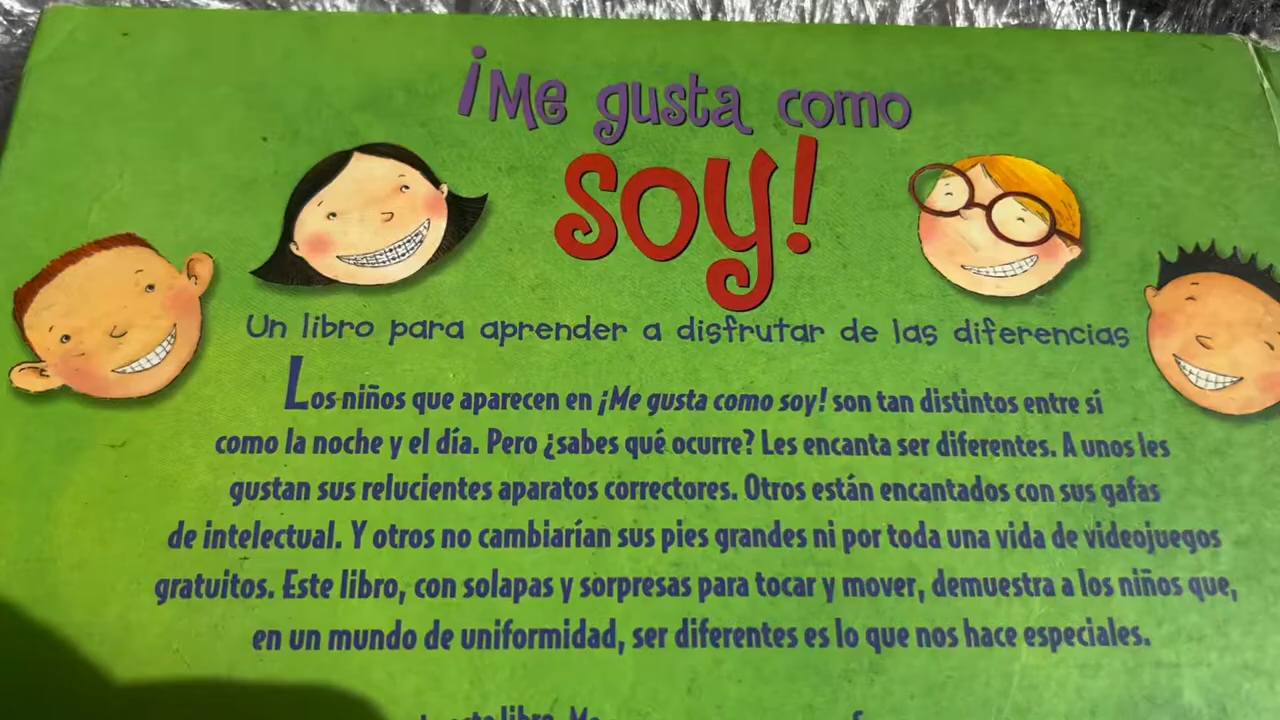 ¡Me gusta como
soy!
Un libro para aprender a disfrutar de las diferencias
Los niños que aparecen en ¡Me gusta como soy! son tan distintos entre sí
como la noche y el día. Pero ¿sabes qué ocurre? Les encanta ser diferentes. A unos les
gustan sus relucientes aparatos correctores. Otros están encantados con sus gafas
de intelectual. Y otros no cambiarían sus pies grandes ni por toda una vida de videojuegos
gratuitos. Este libro, con solapas y sorpresas para tocar y mover, demuestra a los niños que,
en un mundo de uniformidad, ser diferentes es lo que nos hace especiales.
libro.